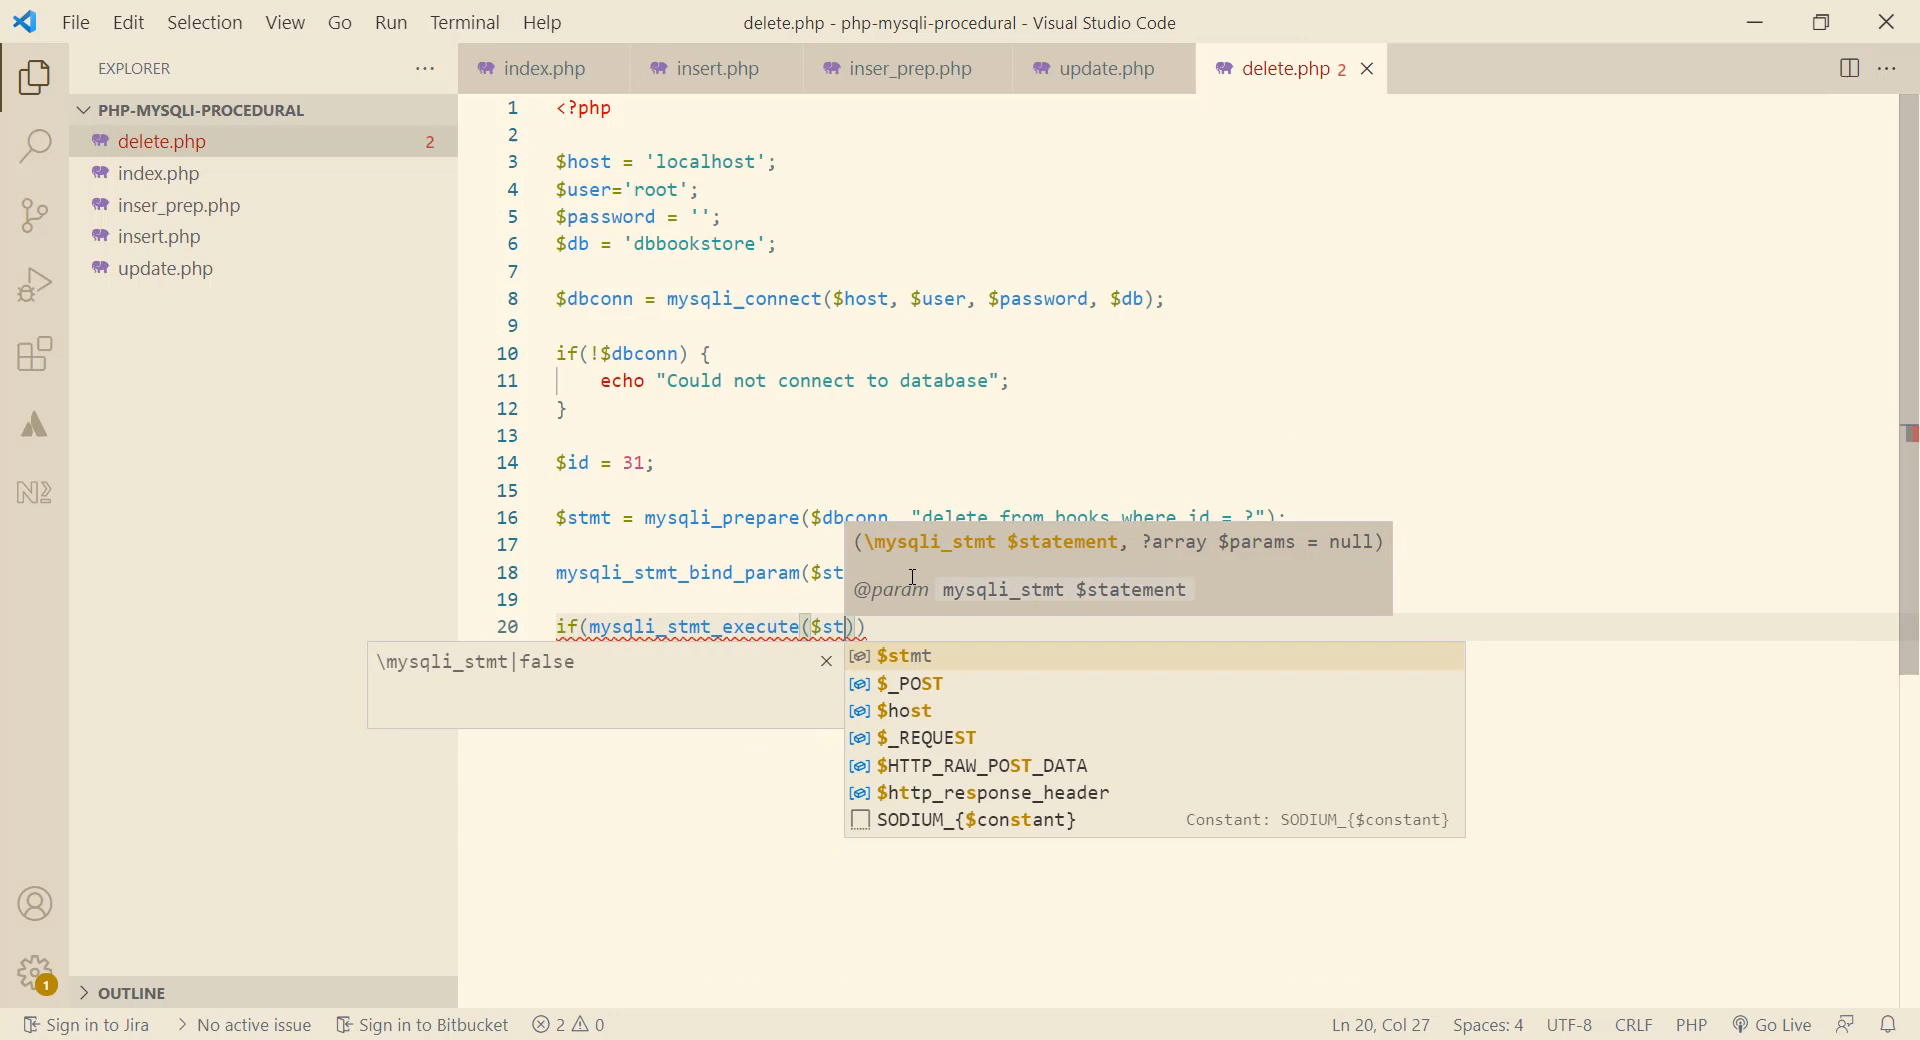 File Edit Selection View Go Run Terminal Help
delete.php - php-mysqli-procedural - Visual Studio Code
EXPLORER
index.php
insert.php
inser_prep.php
update.php
delete.php 2
PHP-MYSQLI-PROCEDURAL
delete.php 2
index.php
inser_prep.php
insert.php
update.php
1 <?php
2
3 $host = 'localhost';
4 $user='root';
5 $password = '';
6 $db = 'dbbookstore';
7
8 $dbconn = mysqli_connect($host, $user, $password, $db);
9
10 if(!$dbconn) {
11 echo "Could not connect to database";
12 }
13
14 $id = 31;
15
16 $stmt = mysqli_prepare($dbconn, "delete from books where id = ?");
17
18 mysqli_stmt_bind_param($st
19
20 if(mysqli_stmt_execute($st))
(\mysqli_stmt $statement, ?array $params = null)
@param mysqli_stmt $statement
\mysqli_stmt|false
$stmt
$_POST
$host
$_REQUEST
$HTTP_RAW_POST_DATA
$http_response_header
SODIUM_{$constant} Constant: SODIUM_{$constant}
1
OUTLINE
Sign in to Jira
No active issue
Sign in to Bitbucket
2 0
Ln 20, Col 27
Spaces: 4
UTF-8
CRLF
PHP
Go Live